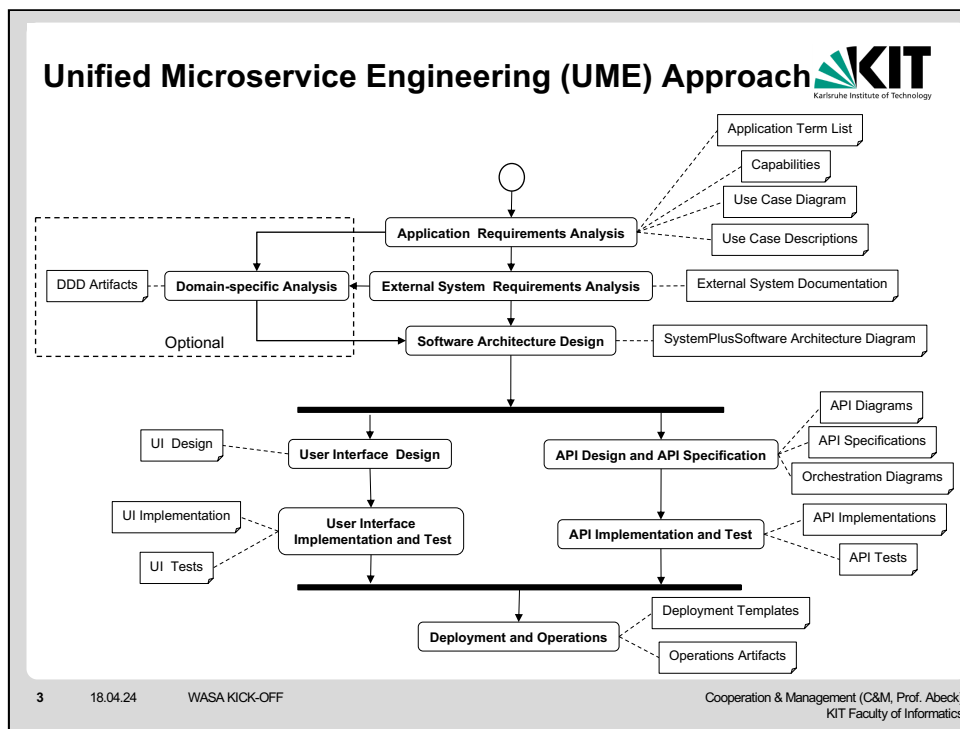 Unified Microservice Engineering (UME) Approach
KIT
Karlsruhe Institute of Technology
Application Term List
Capabilities
Use Case Diagram
Application Requirements Analysis
Use Case Descriptions
DDD Artifacts
Domain-specific Analysis
External System Requirements Analysis
External System Documentation
Optional
Software Architecture Design
SystemPlusSoftware Architecture Diagram
API Diagrams
UI Design
User Interface Design
API Design and API Specification
API Specifications
Orchestration Diagrams
UI Implementation
User Interface
Implementation and Test
API Implementation and Test
API Implementations
UI Tests
API Tests
Deployment Templates
Deployment and Operations
Operations Artifacts
3
18.04.24
WASA KICK-OFF
Cooperation & Management (C&M, Prof. Abeck)
KIT Faculty of Informatics